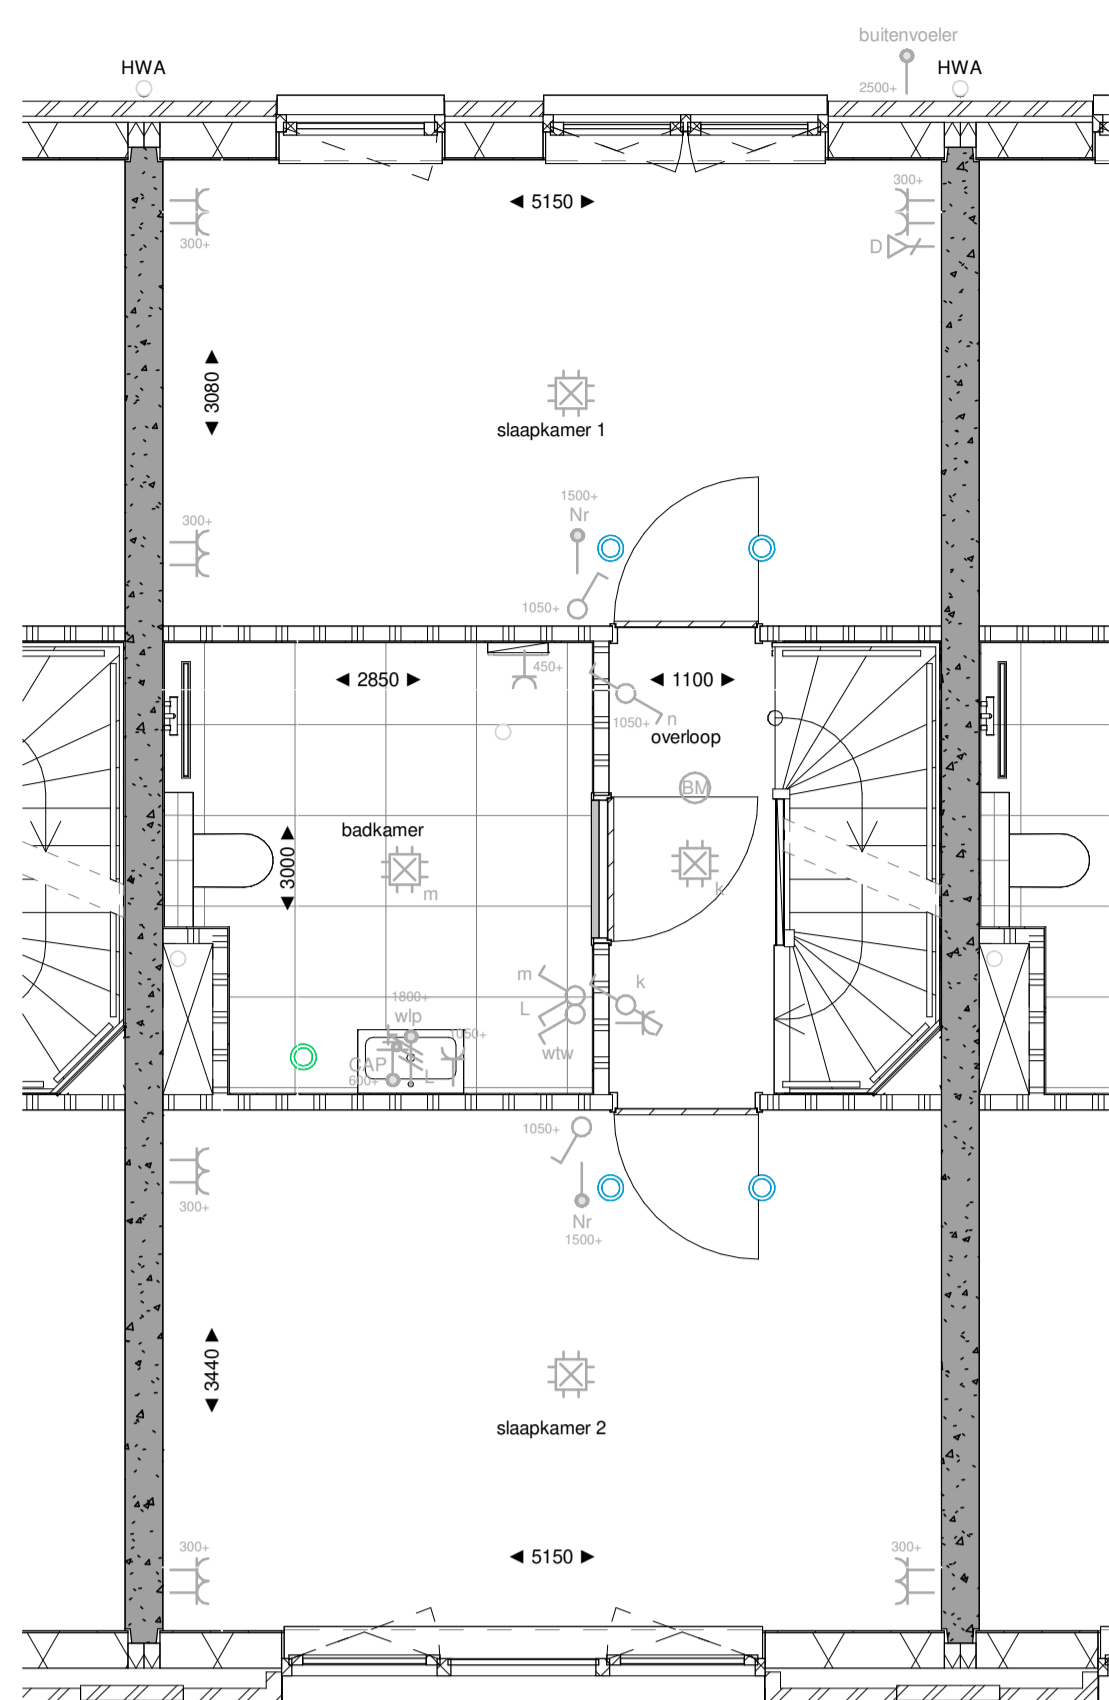 buitenvoeler
HWA
HWA
2500+
5150
300+
300+
D
3080
slaapkamer 1
1500+
Nr
300+
1050+
450+
2850
1100
1050+
n
overloop
BM
badkamer
3000
m
k
m
k
1800+
L
wlp
1050+
wtw
CAP
L
600+
1050+
300+
Nr
1500+
3440
slaapkamer 2
300+
5150
300+